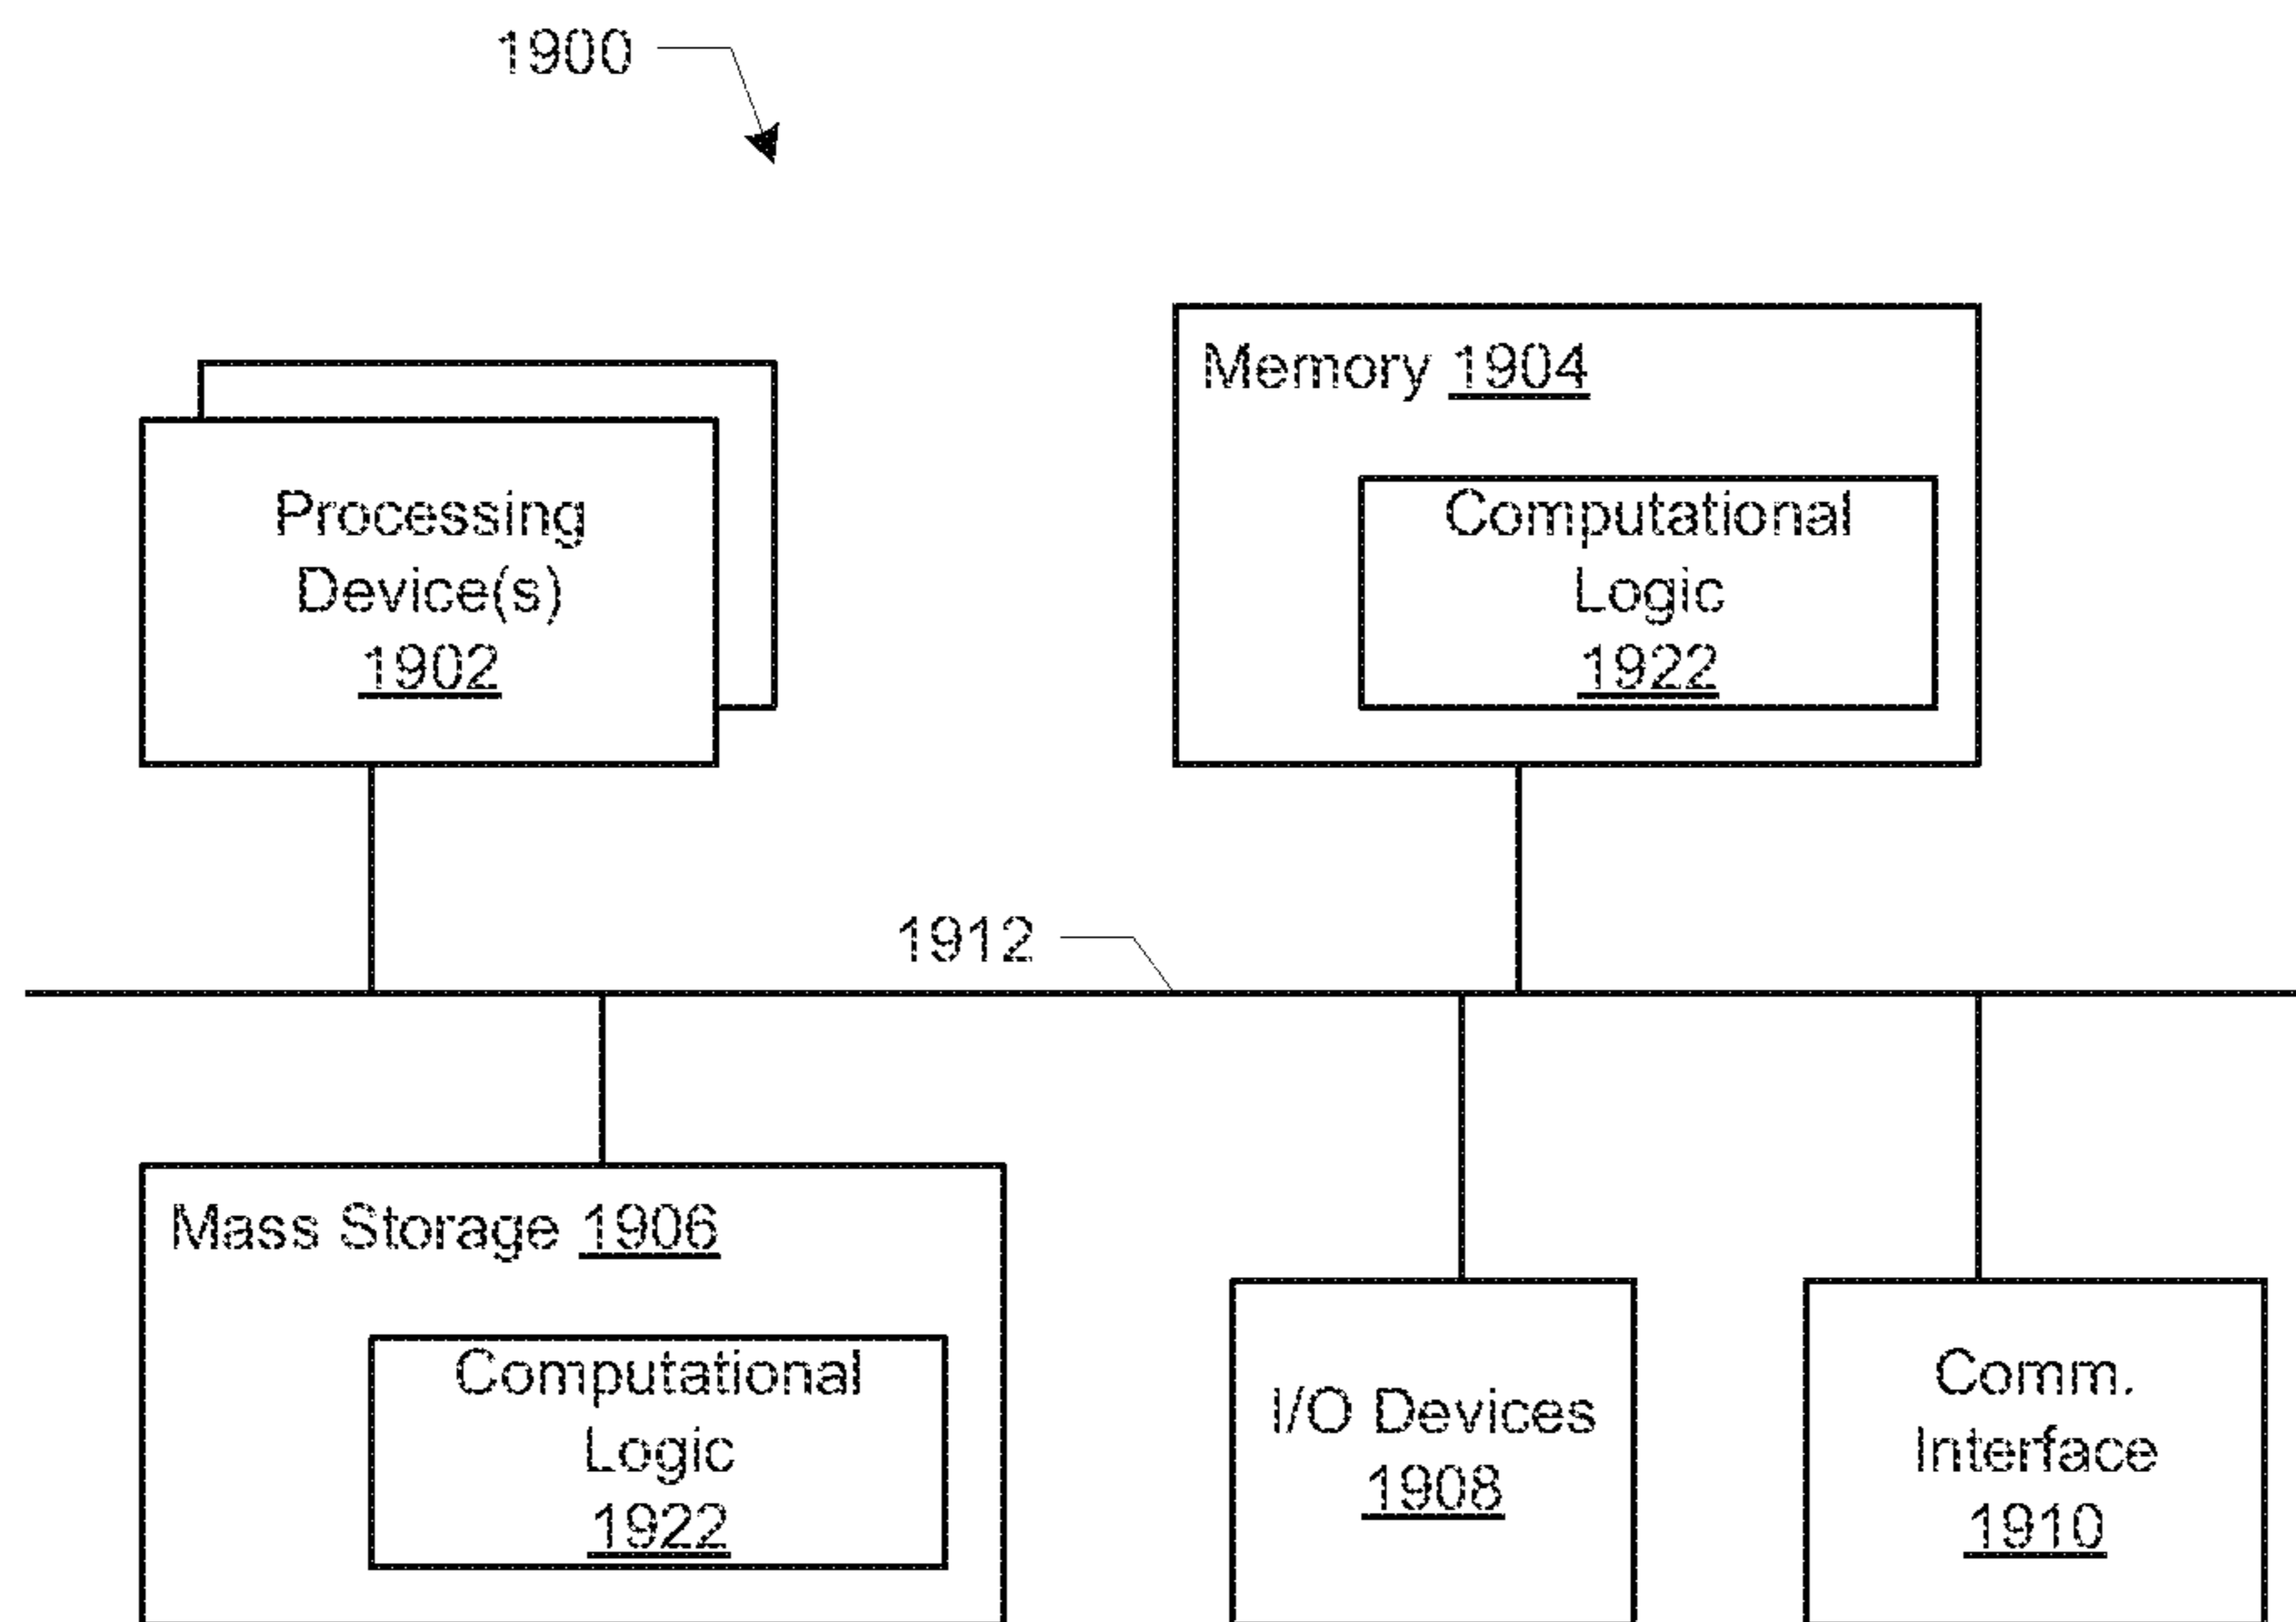 1900
Memory 1904
Processing
Device(s)
1902
Computational
Logic
1922
1912
Mass Storage 1906
Computational
Logic
1922
I/O Devices
1908
Comm.
Interface
1910